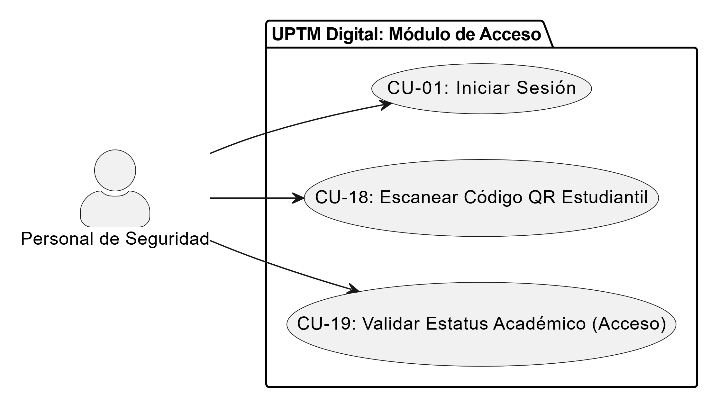 UPTM Digital: Módulo de Acceso
CU-01: Iniciar Sesión
CU-18: Escanear Código QR Estudiantil
Personal de Seguridad
CU-19: Validar Estatus Académico (Acceso)